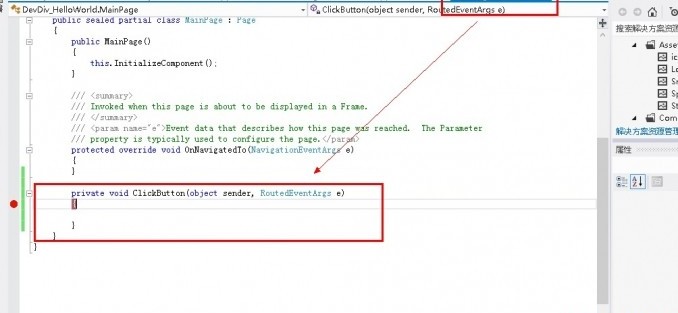 DevDiv_HelloWorld.MainPage
ClickButton(object sender, RoutedEventArgs e)
public sealed partial class MainPage : Page
{
public MainPage()
{
this.InitializeComponent();
}
/// <summary>
/// Invoked when this page is about to be displayed in a Frame.
/// </summary>
/// <param name="e">Event data that describes how this page was reached.  The Parameter
/// property is typically used to configure the page.</param>
protected override void OnNavigatedTo(NavigationEventArgs e)
{
}
private void ClickButton(object sender, RoutedEventArgs e)
{
}
}
}
搜索解决方案资源管
Asse
ic
Lo
Sp
St
Com
解决方案资源管理
属性